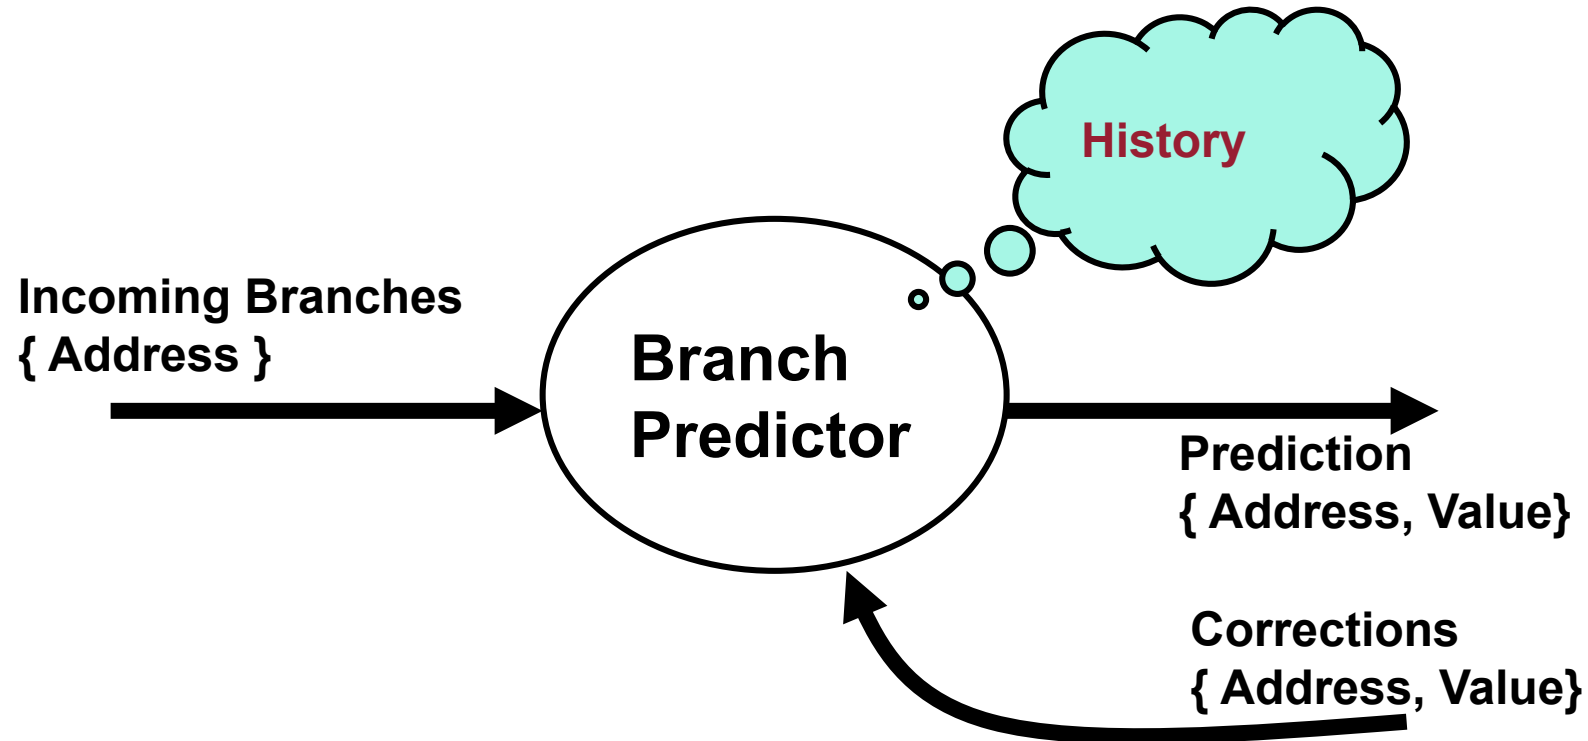 History
Incoming Branches
{ Address }
Branch
Predictor
Prediction
{ Address, Value}
Corrections
{ Address, Value}